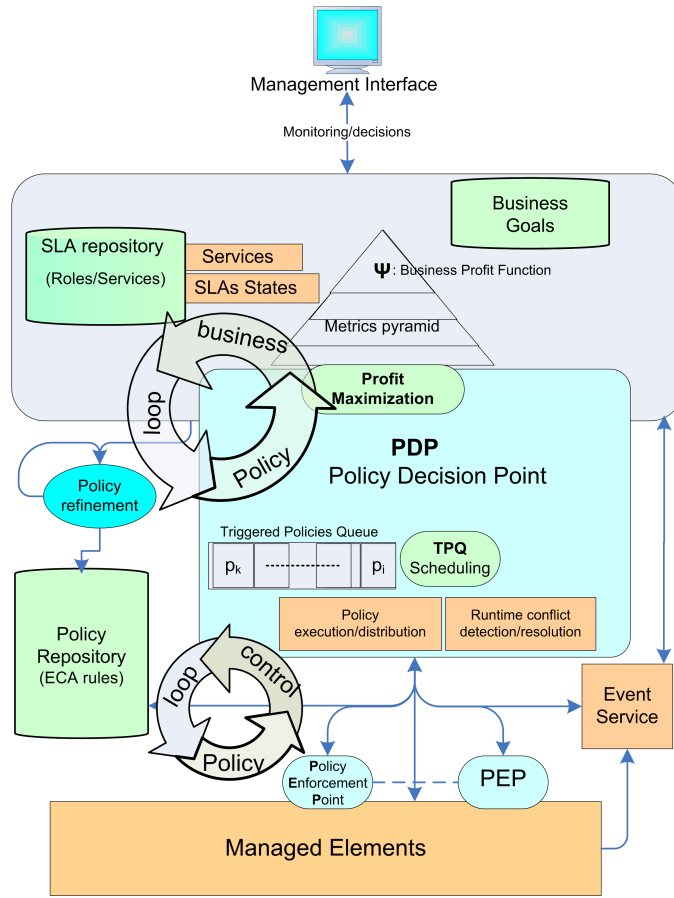 Management Interface
Monitoring/decisions
Business
Goals
SLA repository
(Roles/Services)
Services
SLAs States
Ψ: Business Profit Function
Metrics pyramid
business
loop
Policy
Profit
Maximization
PDP
Policy Decision Point
Policy
refinement
Triggered Policies Queue
pk
pi
TPQ
Scheduling
Policy
execution/distribution
Runtime conflict
detection/resolution
Policy
Repository
(ECA rules)
control
loop
Policy
Event
Service
Policy
Enforcement
Point
PEP
Managed Elements